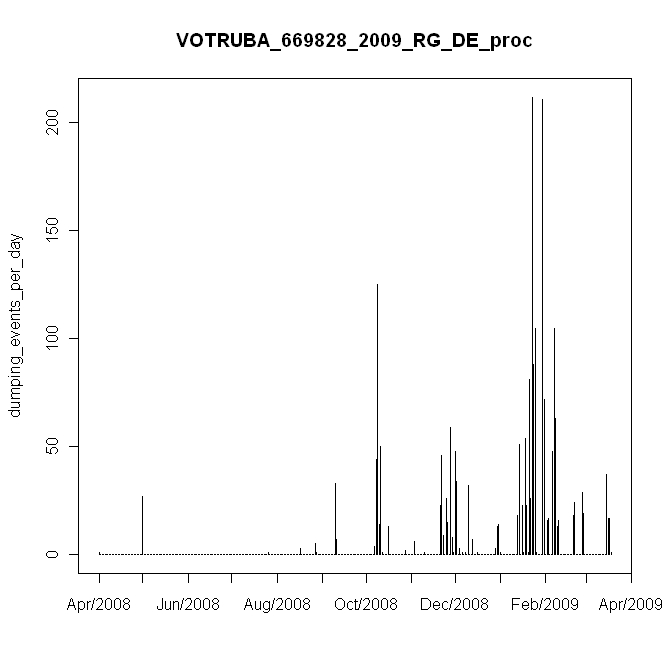 VOTRUBA_669828_2009_RG_DE_proc
dumping_events_per_day
200
150
100
50
0
Apr/2008 Jun/2008 Aug/2008 Oct/2008 Dec/2008 Feb/2009 Apr/2009